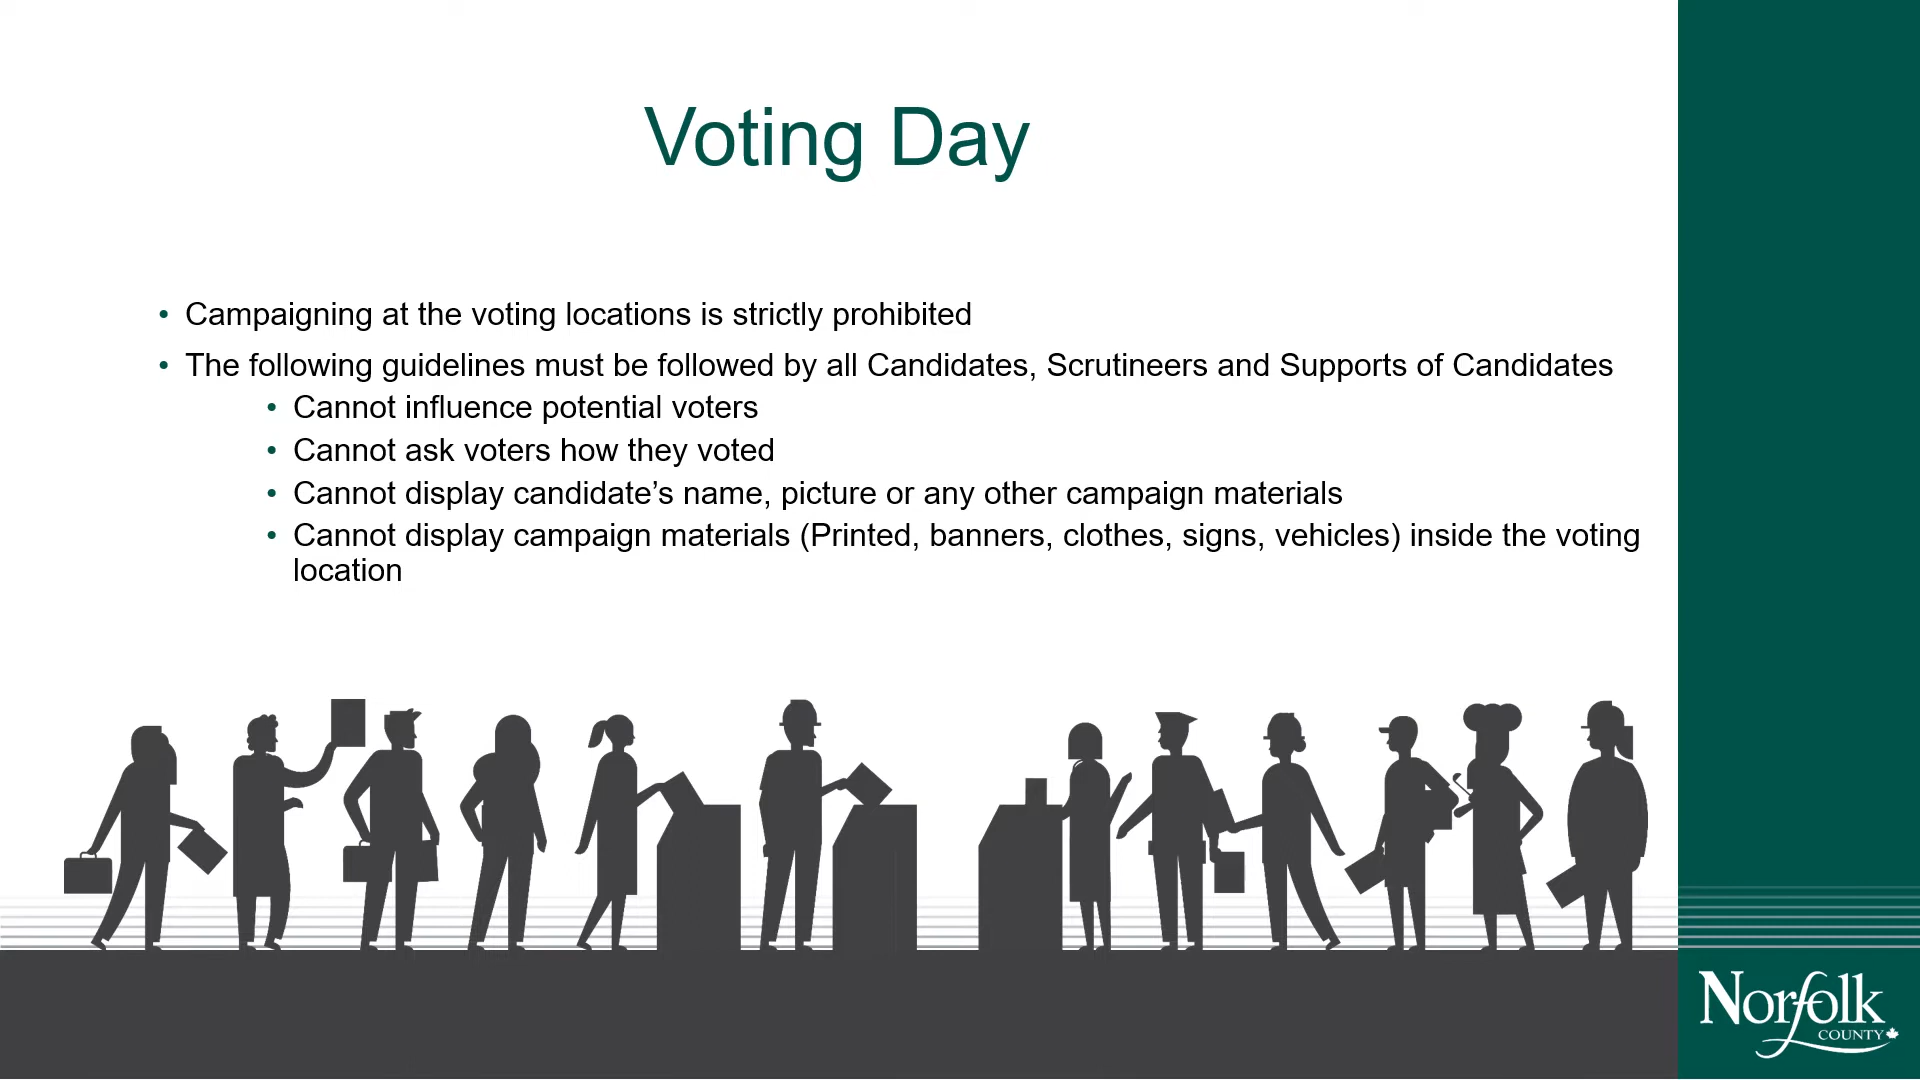 Voting Day
• Campaigning at the voting locations is strictly prohibited
• The following guidelines must be followed by all Candidates, Scrutineers and Supports of Candidates
• Cannot influence potential voters
• Cannot ask voters how they voted
• Cannot display candidate’s name, picture or any other campaign materials
• Cannot display campaign materials (Printed, banners, clothes, signs, vehicles) inside the voting
location
Norfolk
COUNTY